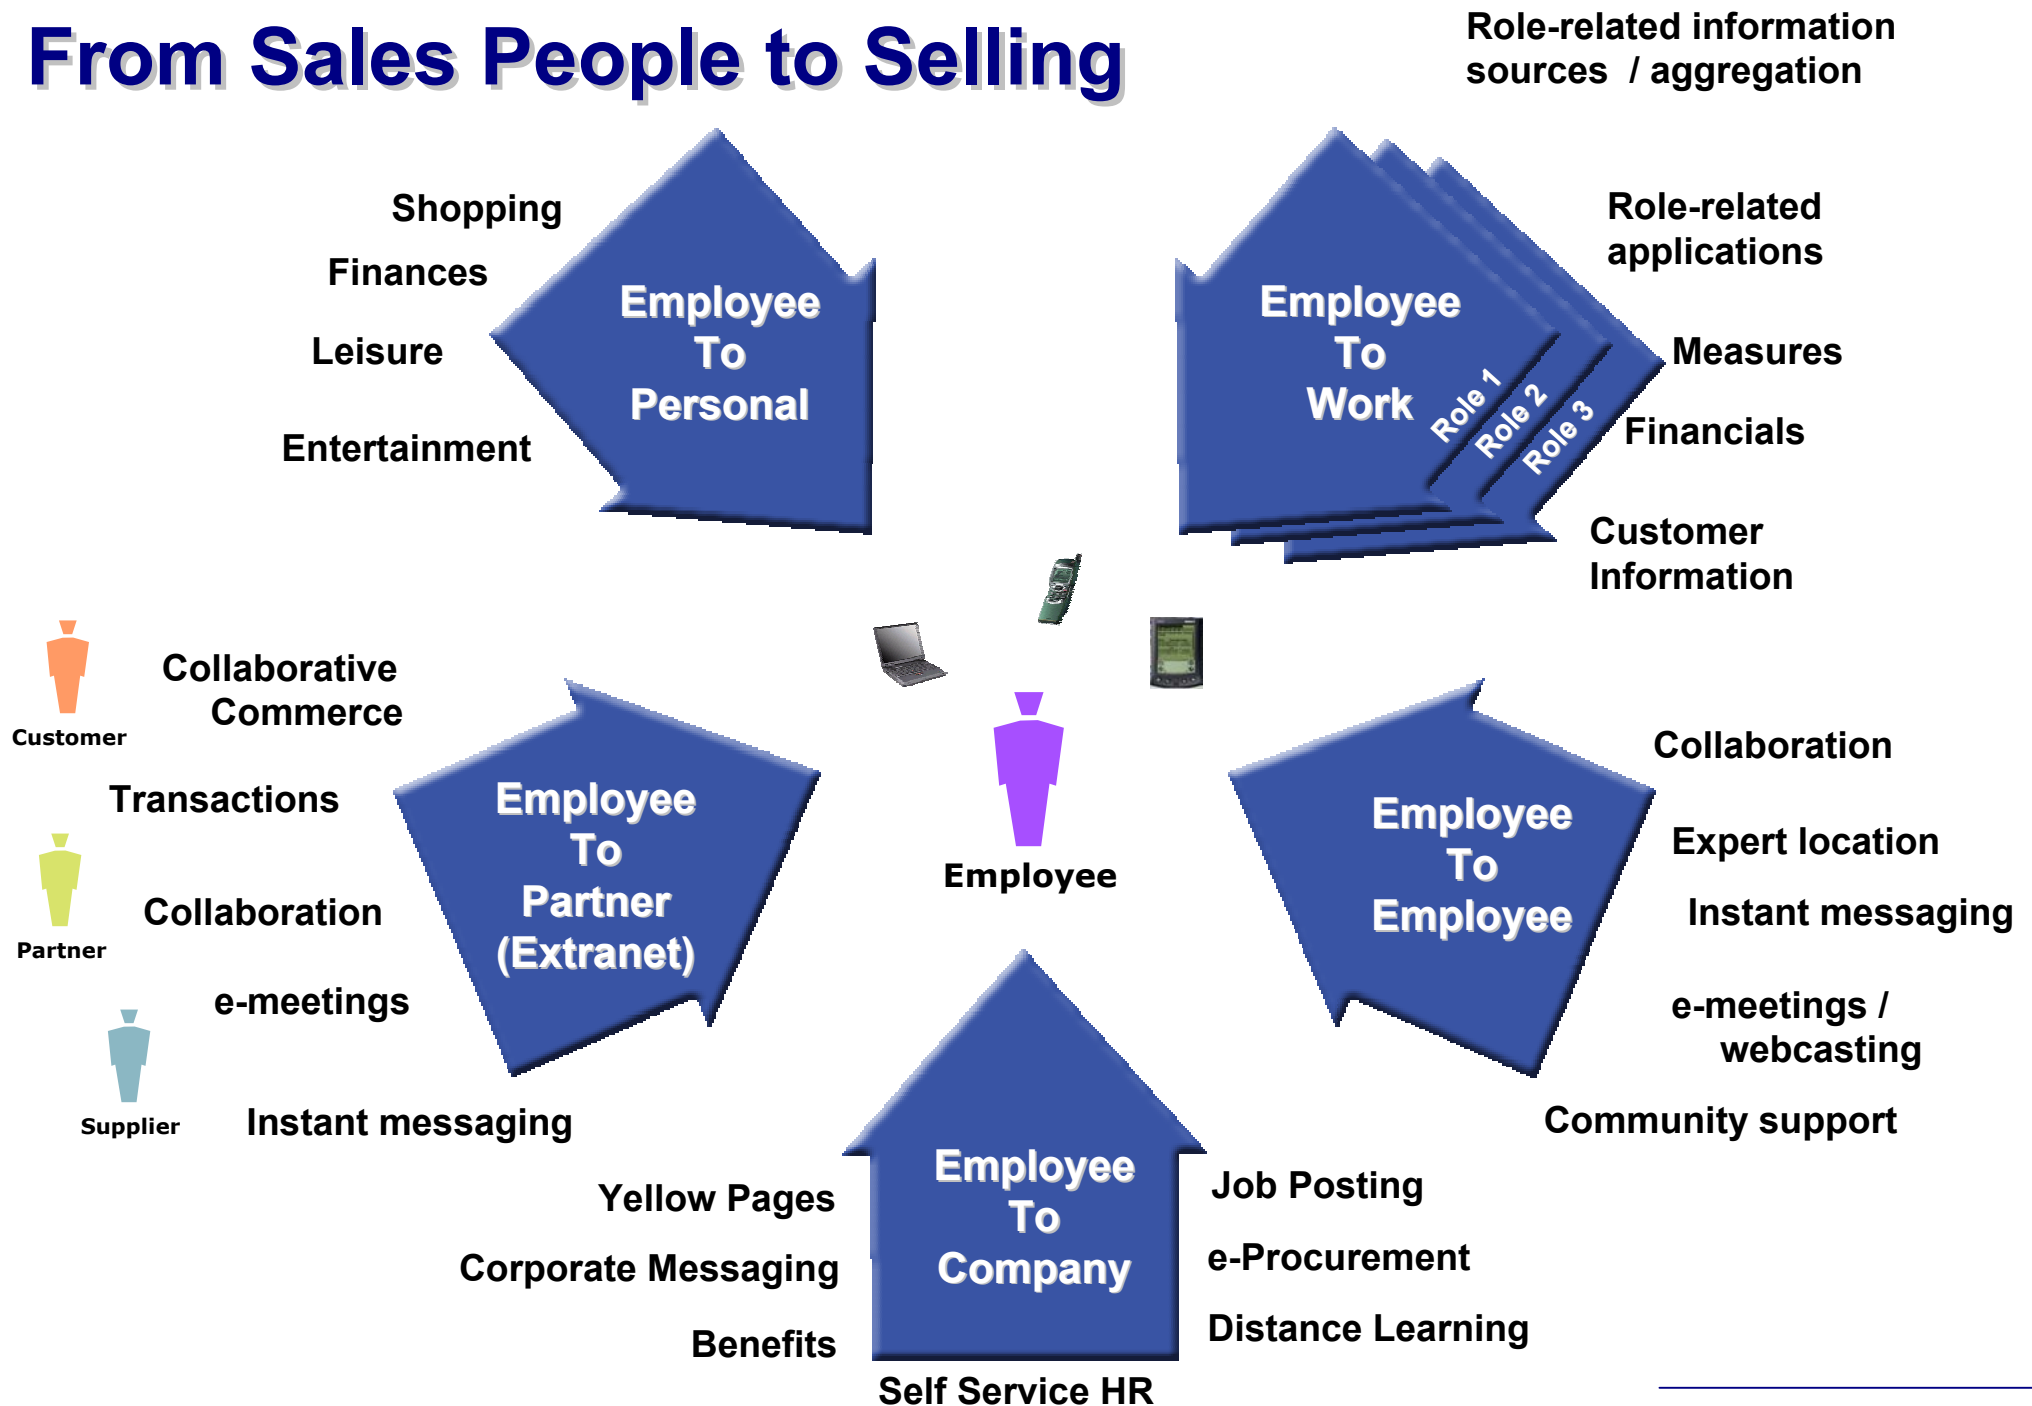 From Sales People to Selling
Role-related information
sources / aggregation
Shopping
Finances
Leisure
Entertainment
Employee
To
Personal
Employee
To
Work
Role 1
Role 2
Role 3
Role-related
applications
Measures
Financials
Customer
Information
Customer
Partner
Supplier
Collaborative
Commerce
Transactions
Collaboration
e-meetings
Instant messaging
Employee
To
Partner
(Extranet)
Employee
Employee
To
Employee
Collaboration
Expert location
Instant messaging
e-meetings /
webcasting
Community support
Yellow Pages
Corporate Messaging
Benefits
Employee
To
Company
Job Posting
e-Procurement
Distance Learning
Self Service HR